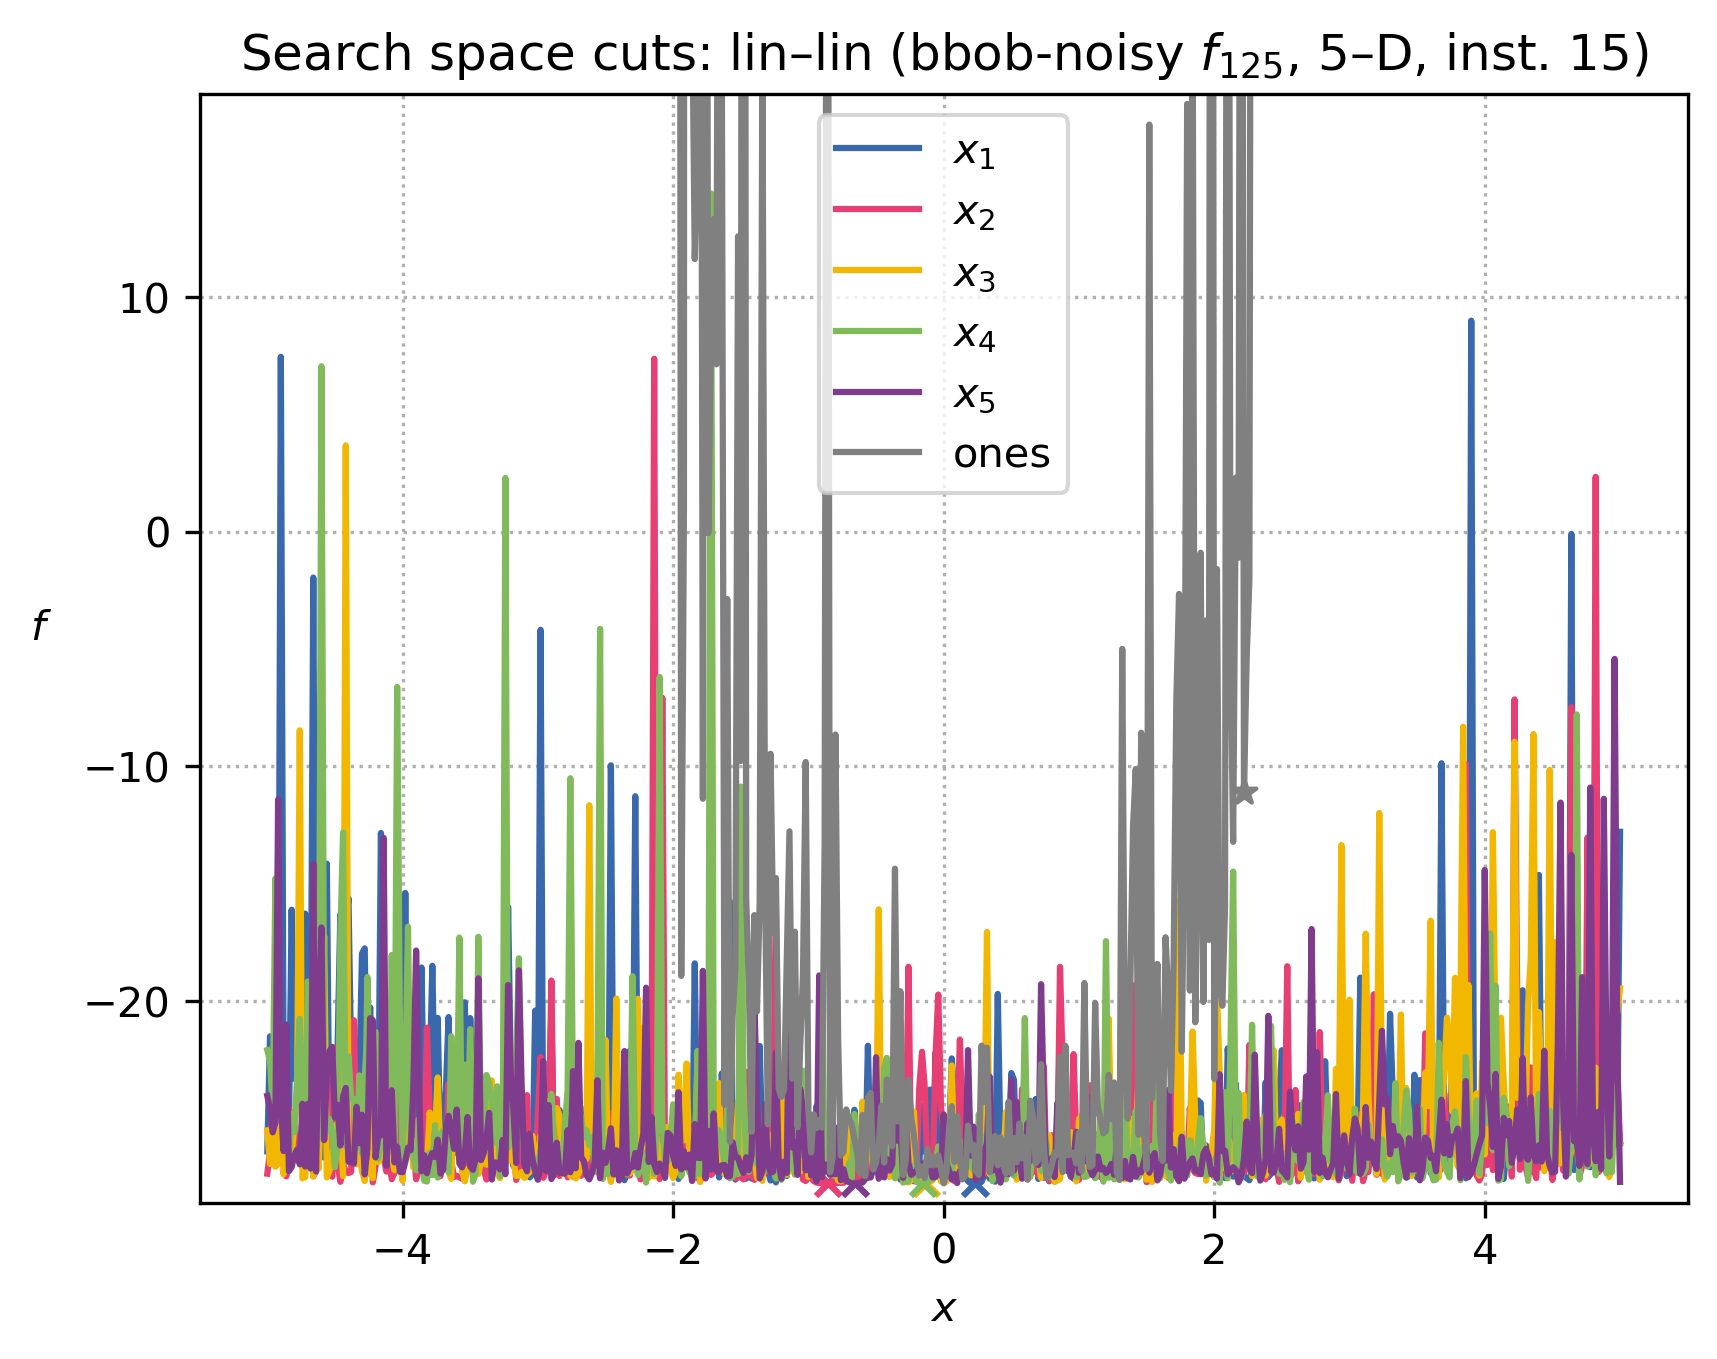 Search space cuts: lin–lin (bbob-noisy f₁₂₅, 5–D, inst. 15)
x₁
x₂
x₃
x₄
x₅
ones
10
0
−10
−20
f
−4
−2
0
2
4
x